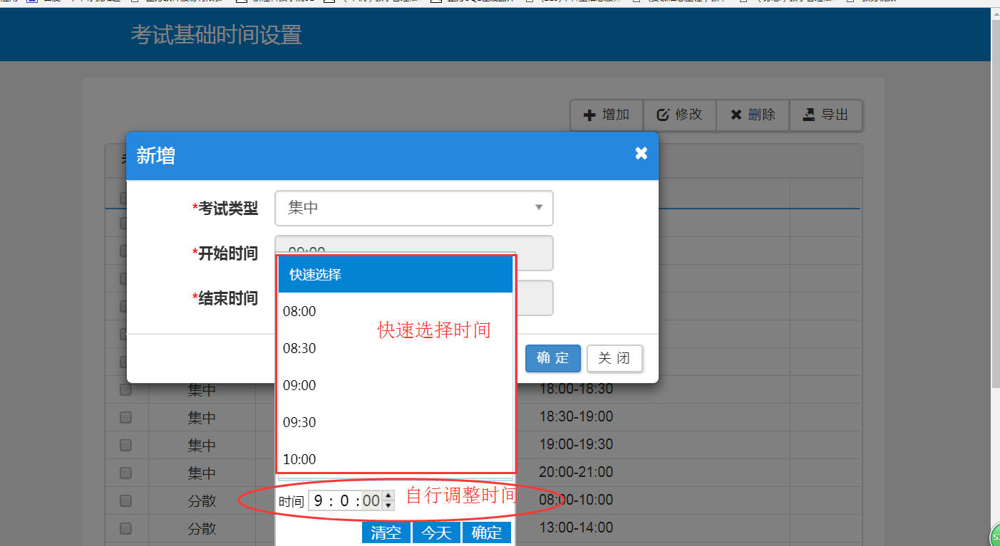 考试基础时间设置
增加 修改 删除 导出
新增
*考试类型 集中
*开始时间 09:00
快速选择
*结束时间
08:00
快速选择时间
08:30
确 定 关 闭
09:00
集中 18:00-18:30
集中 18:30-19:00
09:30
集中 19:00-19:30
10:00
集中 20:00-21:00
时间 9 : 0 :00 自行调整时间
分散 08:00-10:00
分散 13:00-14:00
清空 今天 确定